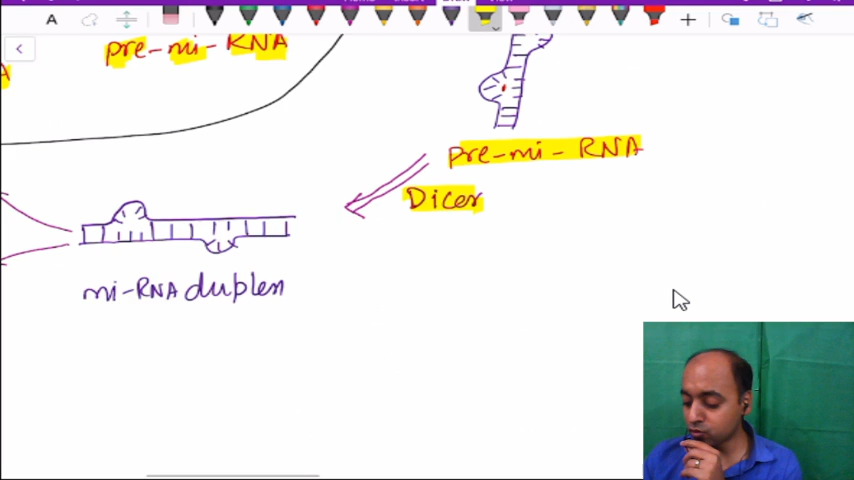 A
pre-mi-RNA
A
pre-mi-RNA
Dicer
mi-RNA duplex